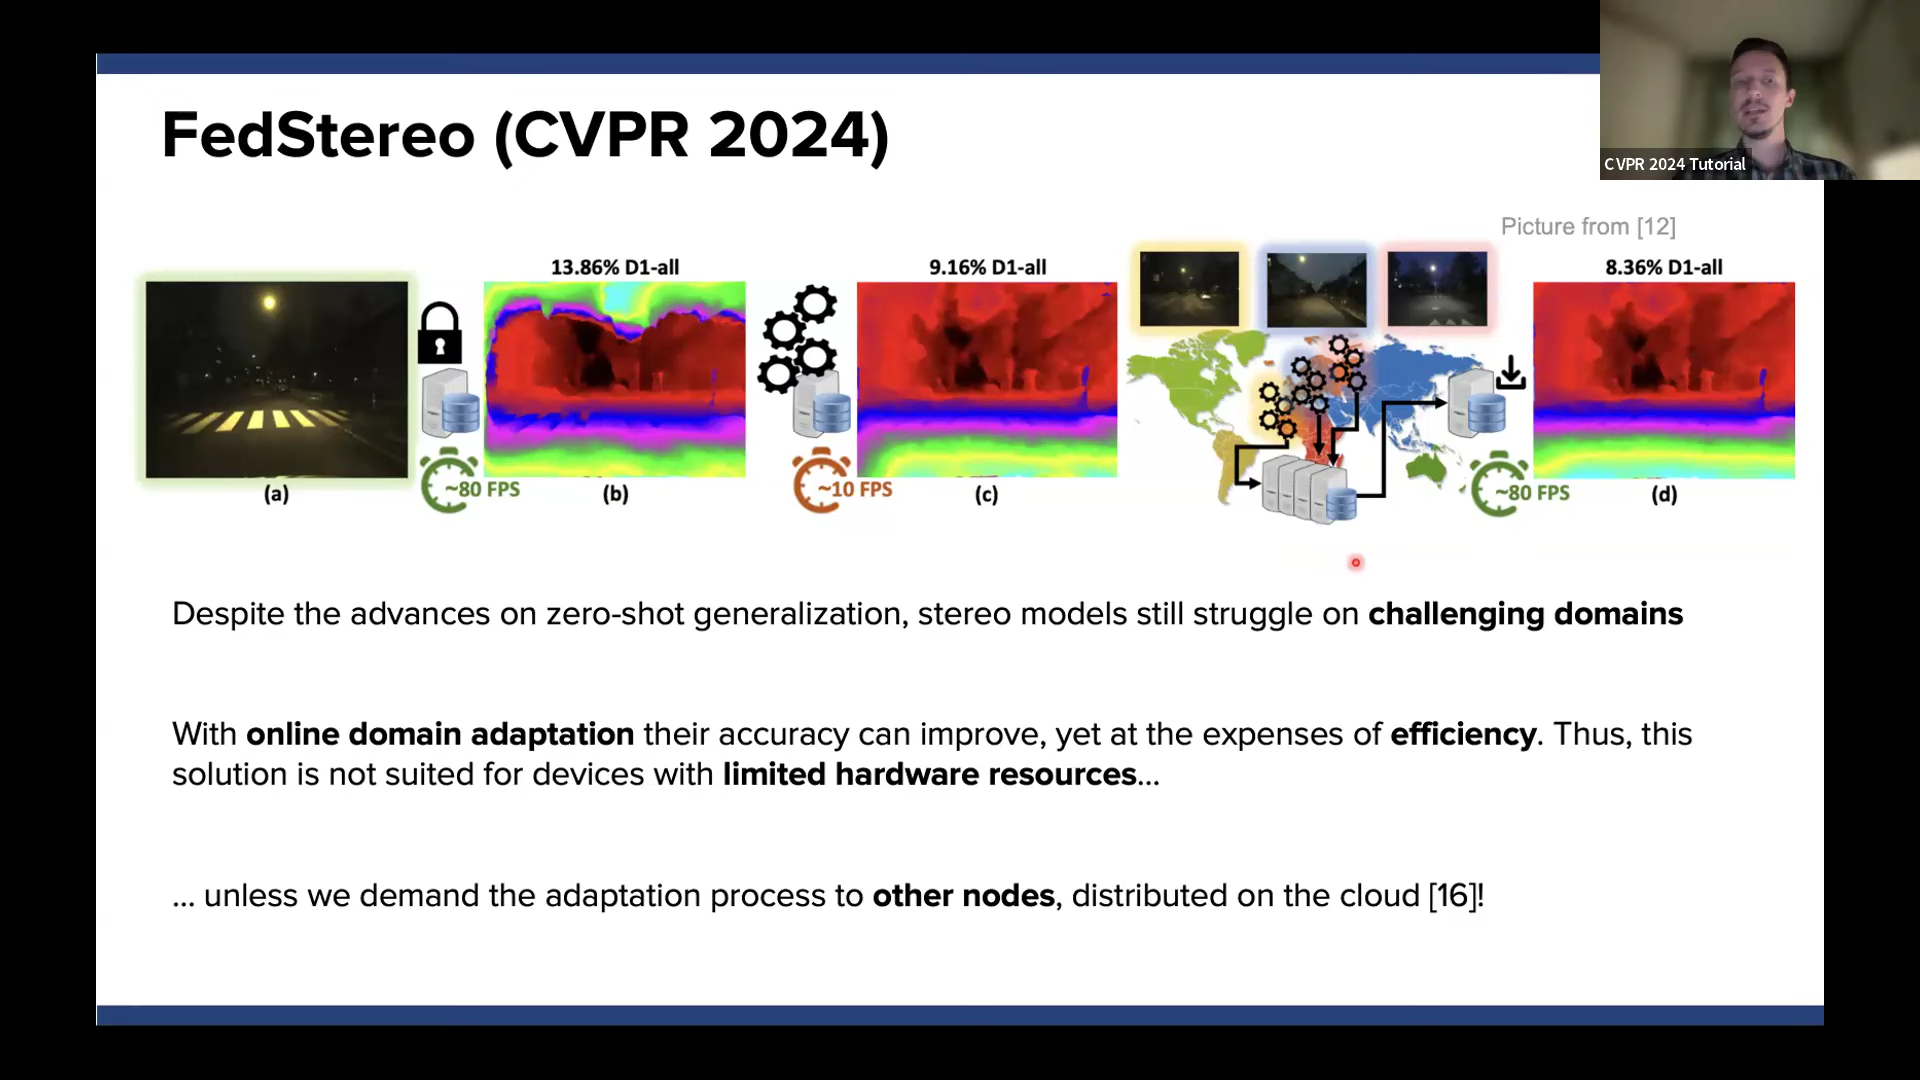 FedStereo (CVPR 2024)
CVPR 2024 Tutorial
Picture from [12]
13.86% D1-all
9.16% D1-all
8.36% D1-all
~80 FPS
~10 FPS
~80 FPS
(a)
(b)
(c)
(d)
Despite the advances on zero-shot generalization, stereo models still struggle on challenging domains
With online domain adaptation their accuracy can improve, yet at the expenses of efficiency. Thus, this
solution is not suited for devices with limited hardware resources...
... unless we demand the adaptation process to other nodes, distributed on the cloud [16]!